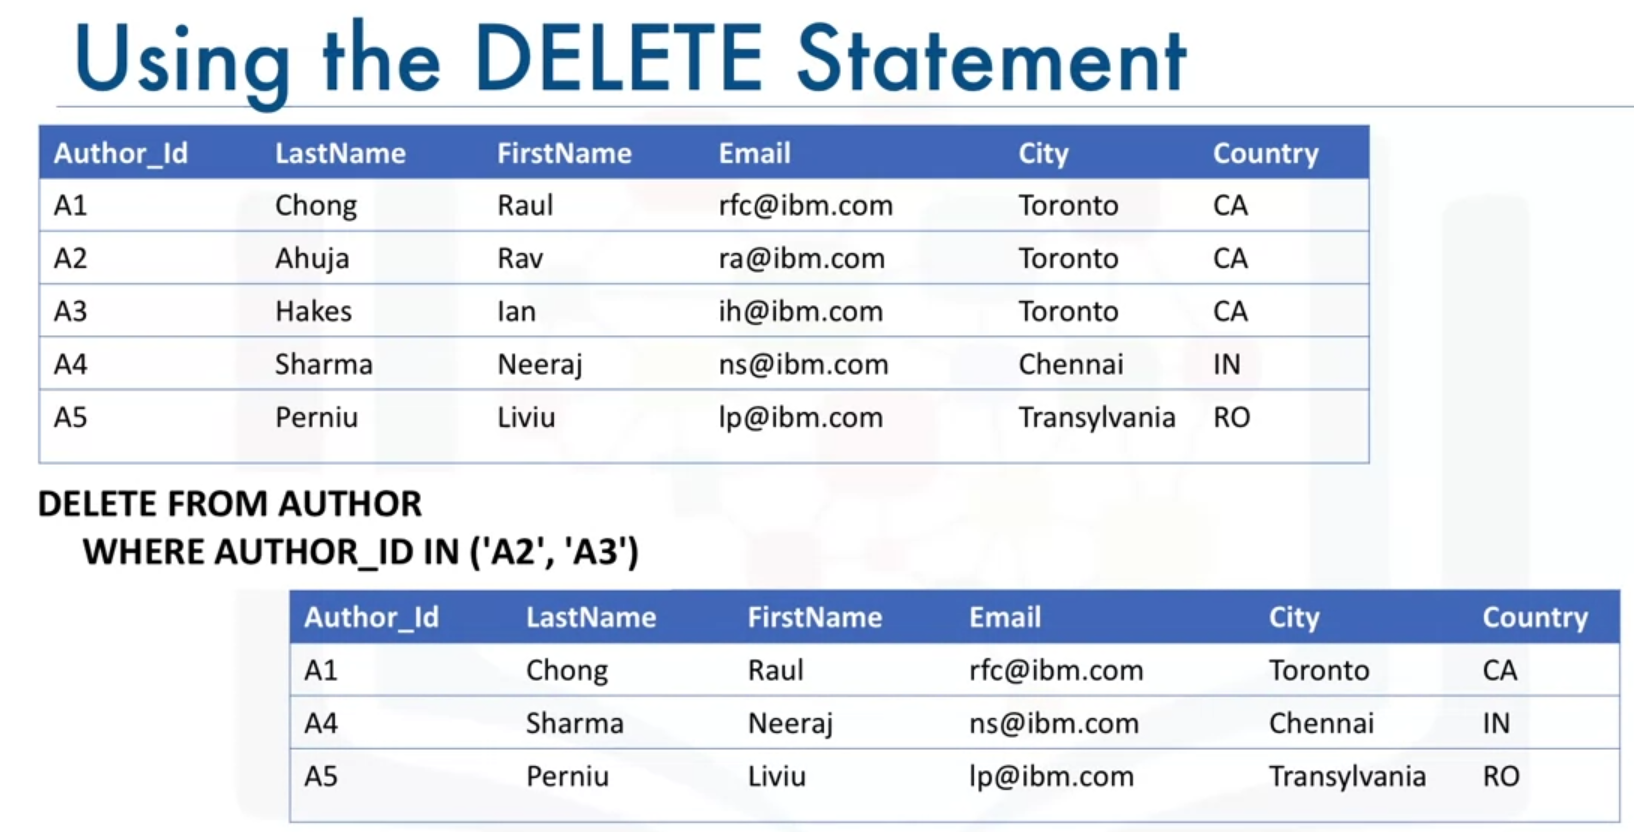 Using the DELETE Statement
Author_Id LastName FirstName Email City Country
A1 Chong Raul rfc@ibm.com Toronto CA
A2 Ahuja Rav ra@ibm.com Toronto CA
A3 Hakes Ian ih@ibm.com Toronto CA
A4 Sharma Neeraj ns@ibm.com Chennai IN
A5 Perniu Liviu lp@ibm.com Transylvania RO
DELETE FROM AUTHOR
WHERE AUTHOR_ID IN ('A2', 'A3')
Author_Id LastName FirstName Email City Country
A1 Chong Raul rfc@ibm.com Toronto CA
A4 Sharma Neeraj ns@ibm.com Chennai IN
A5 Perniu Liviu lp@ibm.com Transylvania RO